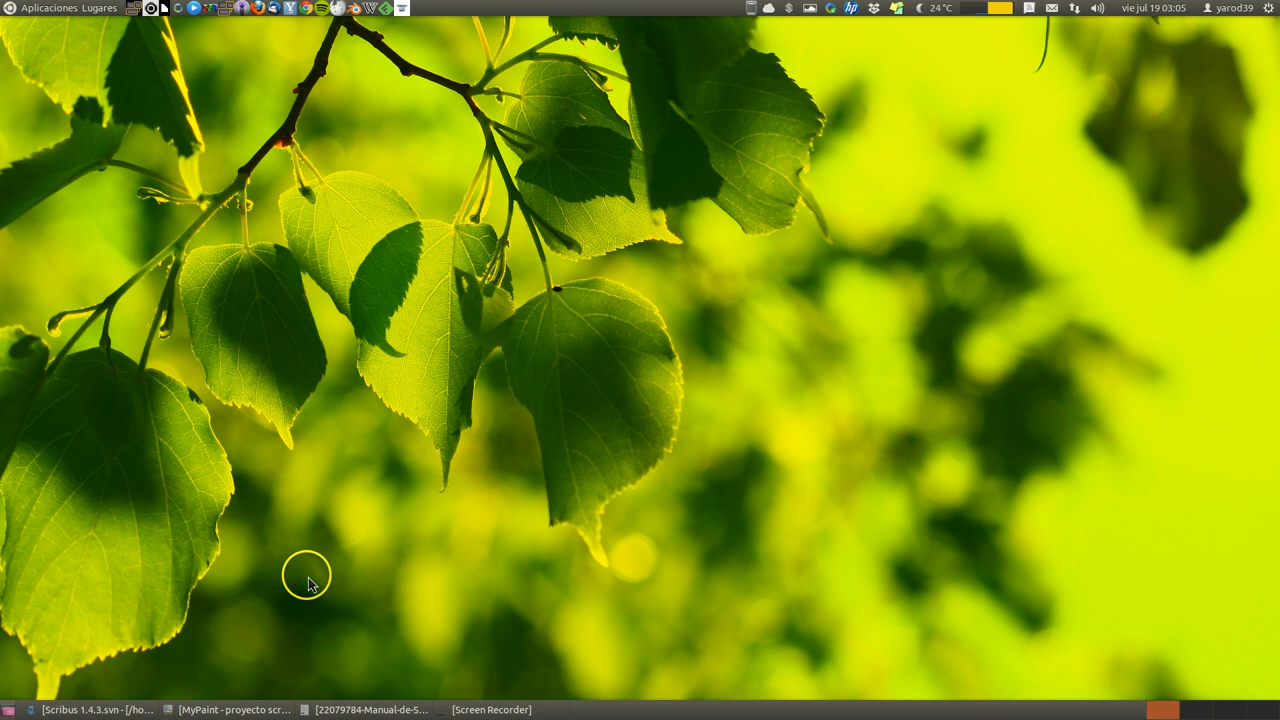 Aplicaciones Lugares
hp
24 °C
vie jul 19 03:05
yarod39
[Scribus 1.4.3.svn - [/ho...
[MyPaint - proyecto scr...
[22079784-Manual-de-S...
[Screen Recorder]